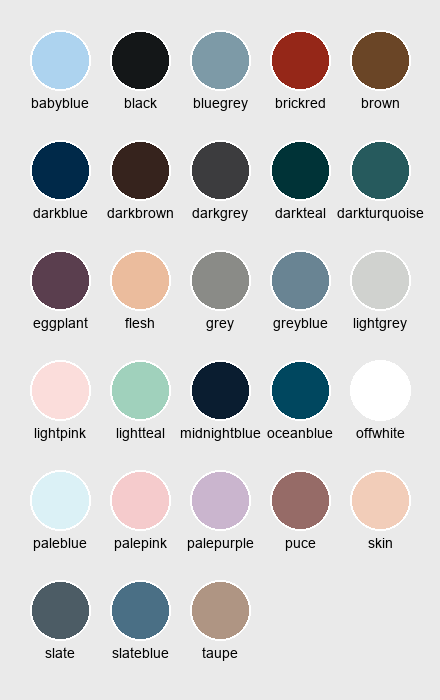 babyblue black bluegrey brickred brown
darkblue darkbrown darkgrey darkteal darkturquoise
eggplant flesh grey greyblue lightgrey
lightpink lightteal midnightblue oceanblue offwhite
paleblue palepink palepurple puce skin
slate slateblue taupe